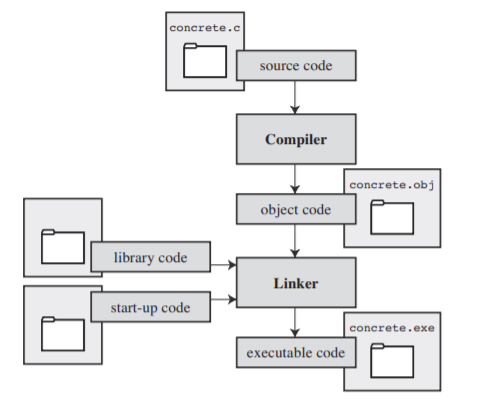 concrete.c
source code
Compiler
concrete.obj
object code
library code
Linker
start-up code
concrete.exe
executable code